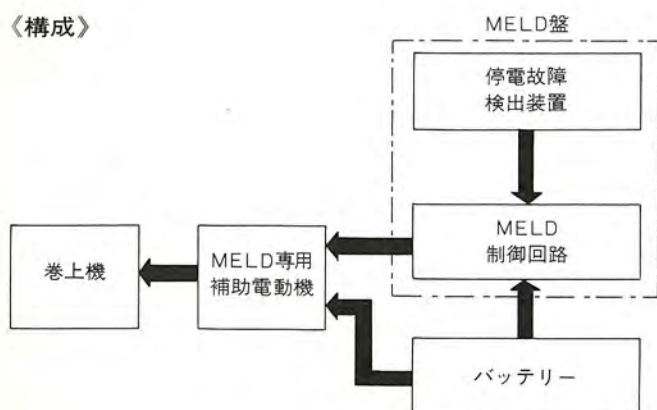 《構成》
MELD盤
停電故障
検出装置
MELD
制御回路
MELD専用
補助電動機
巻上機
バッテリー